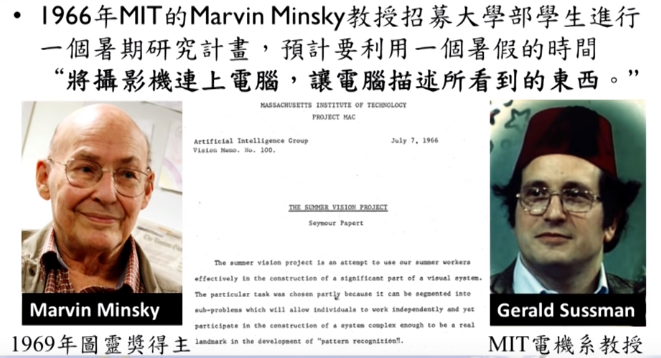 • 1966年MIT的Marvin Minsky教授招募大學部學生進行
一個暑期研究計畫，預計要利用一個暑假的時間
“將攝影機連上電腦，讓電腦描述所看到的東西。”
MASSACHUSETTS INSTITUTE OF TECHNOLOGY
PROJECT MAC
Artificial Intelligence Group
July 7, 1966
Vision Memo. No. 100.
THE SUMMER VISION PROJECT
Seymour Papert
The summer vision project is an attempt to use our summer workers
effectively in the construction of a significant part of a visual system.
The particular task was chosen partly because it can be segmented into
sub-problems which will allow individuals to work independently and yet
participate in the construction of a system complex enough to be a real
landmark in the development of "pattern recognition".
Marvin Minsky
Gerald Sussman
1969年圖靈獎得主
MIT電機系教授